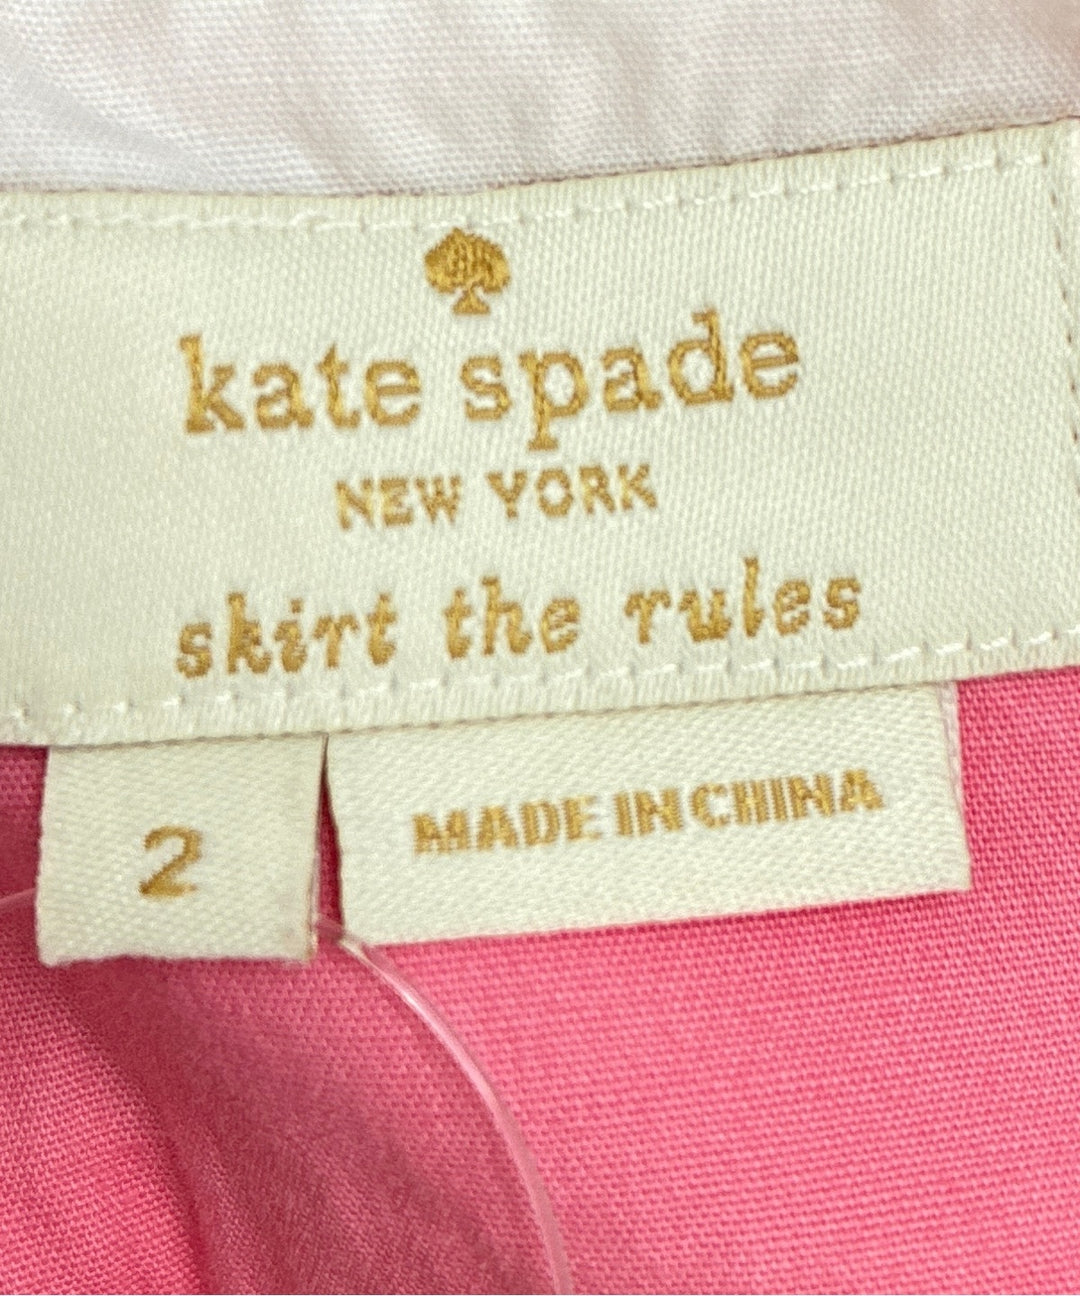 kate spade
NEW YORK
skirt the rules
2
MADE IN CHINA